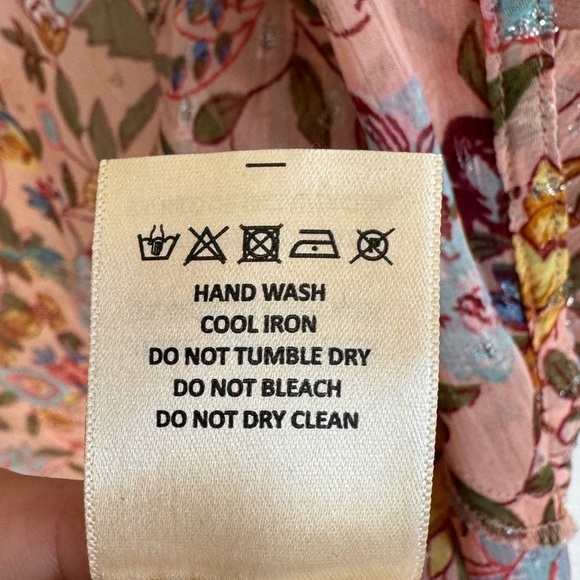 HAND WASH
COOL IRON
DO NOT TUMBLE DRY
DO NOT BLEACH
DO NOT DRY CLEAN